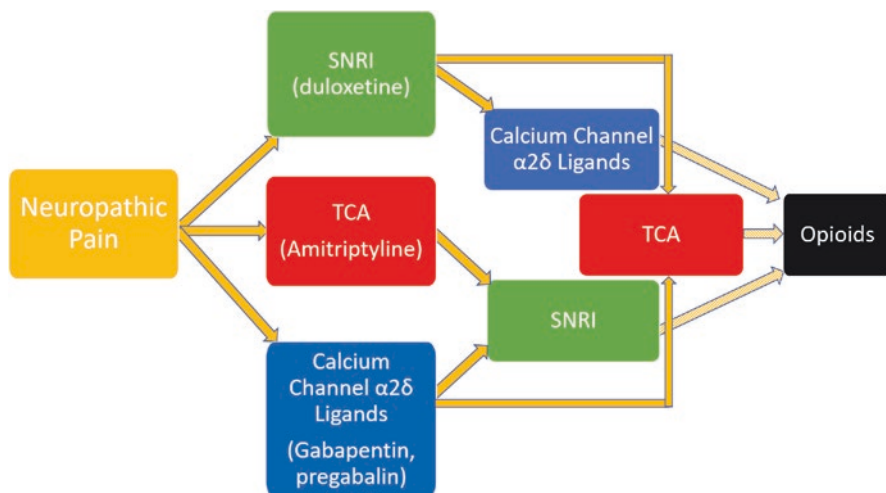 Neuropathic
Pain
SNRI
(duloxetine)
TCA
(Amitriptyline)
Calcium
Channel α2δ
Ligands
(Gabapentin,
pregabalin)
Calcium Channel
α2δ Ligands
TCA
SNRI
Opioids